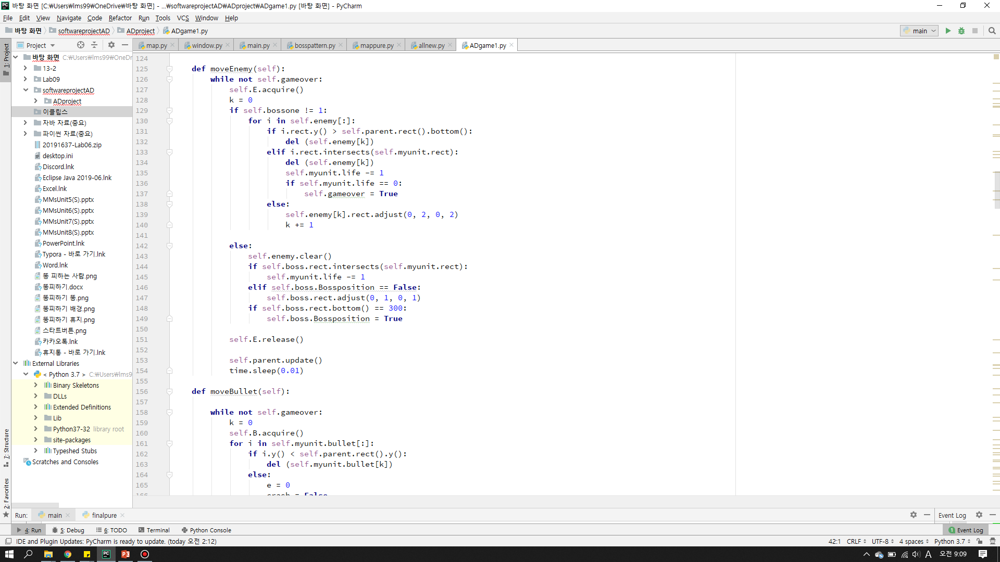 바탕 화면 [C:₩Users₩lms99₩OneDrive₩바탕 화면] - ...₩softwareprojectAD₩ADproject₩ADgame1.py [바탕 화면] - PyCharm
File Edit View Navigate Code Refactor Run Tools VCS Window Help
바탕 화면 softwareprojectAD ADproject ADgame1.py main
1: Project
Project
map.py window.py main.py bosspattern.py mappure.py allnew.py ADgame1.py
바탕 화면 C:₩Users₩lms99₩OneDr
13-2
Lab09
softwareprojectAD
ADproject
이클립스
자바 자료(중요)
파이썬 자료(중요)
20191637-Lab06.zip
desktop.ini
Discord.lnk
Eclipse Java 2019-06.lnk
Excel.lnk
MMsUnit5(S).pptx
MMsUnit6(S).pptx
MMsUnit7(S).pptx
MMsUnit8(S).pptx
PowerPoint.lnk
Typora - 바로 가기.lnk
Word.lnk
똥 피하는 사람.png
똥피하기.docx
똥피하기 똥.png
똥피하기 배경.png
똥피하기 휴지.png
스타트버튼.png
카카오톡.lnk
휴지통 - 바로 가기.lnk
External Libraries
< Python 3.7 > C:₩Users₩lms9
Binary Skeletons
DLLs
Extended Definitions
Lib
Python37-32 library root
site-packages
Typeshed Stubs
Scratches and Consoles
7: Structure
2: Favorites
124
125 def moveEnemy(self):
126 while not self.gameover:
127 self.E.acquire()
128 k = 0
129 if self.bossone != 1:
130 for i in self.enemy[:]:
131 if i.rect.y() > self.parent.rect().bottom():
132 del (self.enemy[k])
133 elif i.rect.intersects(self.myunit.rect):
134 del (self.enemy[k])
135 self.myunit.life -= 1
136 if self.myunit.life == 0:
137 self.gameover = True
138 else:
139 self.enemy[k].rect.adjust(0, 2, 0, 2)
140 k += 1
141
142 else:
143 self.enemy.clear()
144 if self.boss.rect.intersects(self.myunit.rect):
145 self.myunit.life -= 1
146 elif self.boss.Bossposition == False:
147 self.boss.rect.adjust(0, 1, 0, 1)
148 if self.boss.rect.bottom() == 300:
149 self.boss.Bossposition = True
150
151 self.E.release()
152
153 self.parent.update()
154 time.sleep(0.01)
155
156 def moveBullet(self):
157
158 while not self.gameover:
159 k = 0
160 self.B.acquire()
161 for i in self.myunit.bullet[:]:
162 if i.y() < self.parent.rect().y():
163 del (self.myunit.bullet[k])
164 else:
165 e = 0
166 crash = False
Run: main finalpure Event Log
4: Run 5: Debug 6: TODO Terminal Python Console 1 Event Log
IDE and Plugin Updates: PyCharm is ready to update. (today 오전 2:12) 42:1 CRLF UTF-8 4 spaces Python 3.7
A 오전 9:09